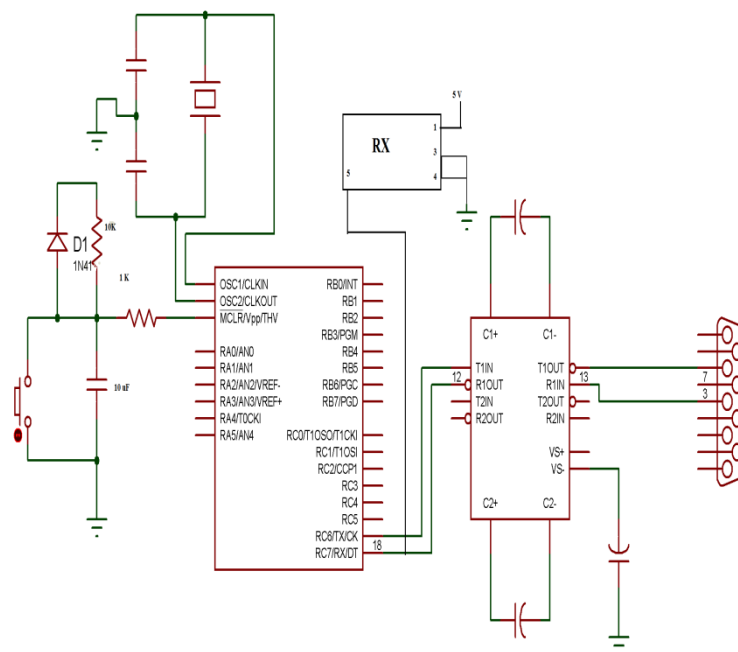 5 V
1
RX
3
5
4
10K
D1
1N41
1 K
OSC1/CLKIN
OSC2/CLKOUT
MCLR/Vpp/THV
RA0/AN0
RA1/AN1
RA2/AN2/VREF-
RA3/AN3/VREF+
RA4/T0CKI
RA5/AN4
RB0/INT
RB1
RB2
RB3/PGM
RB4
RB5
RB6/PGC
RB7/PGD
RC0/T1OSO/T1CKI
RC1/T1OSI
RC2/CCP1
RC3
RC4
RC5
RC6/TX/CK
RC7/RX/DT
18
10 uF
C1+
C1-
T1IN
R1OUT
T2IN
R2OUT
12
T1OUT
R1IN
T2OUT
R2IN
13
VS+
VS-
C2+
C2-
7
3